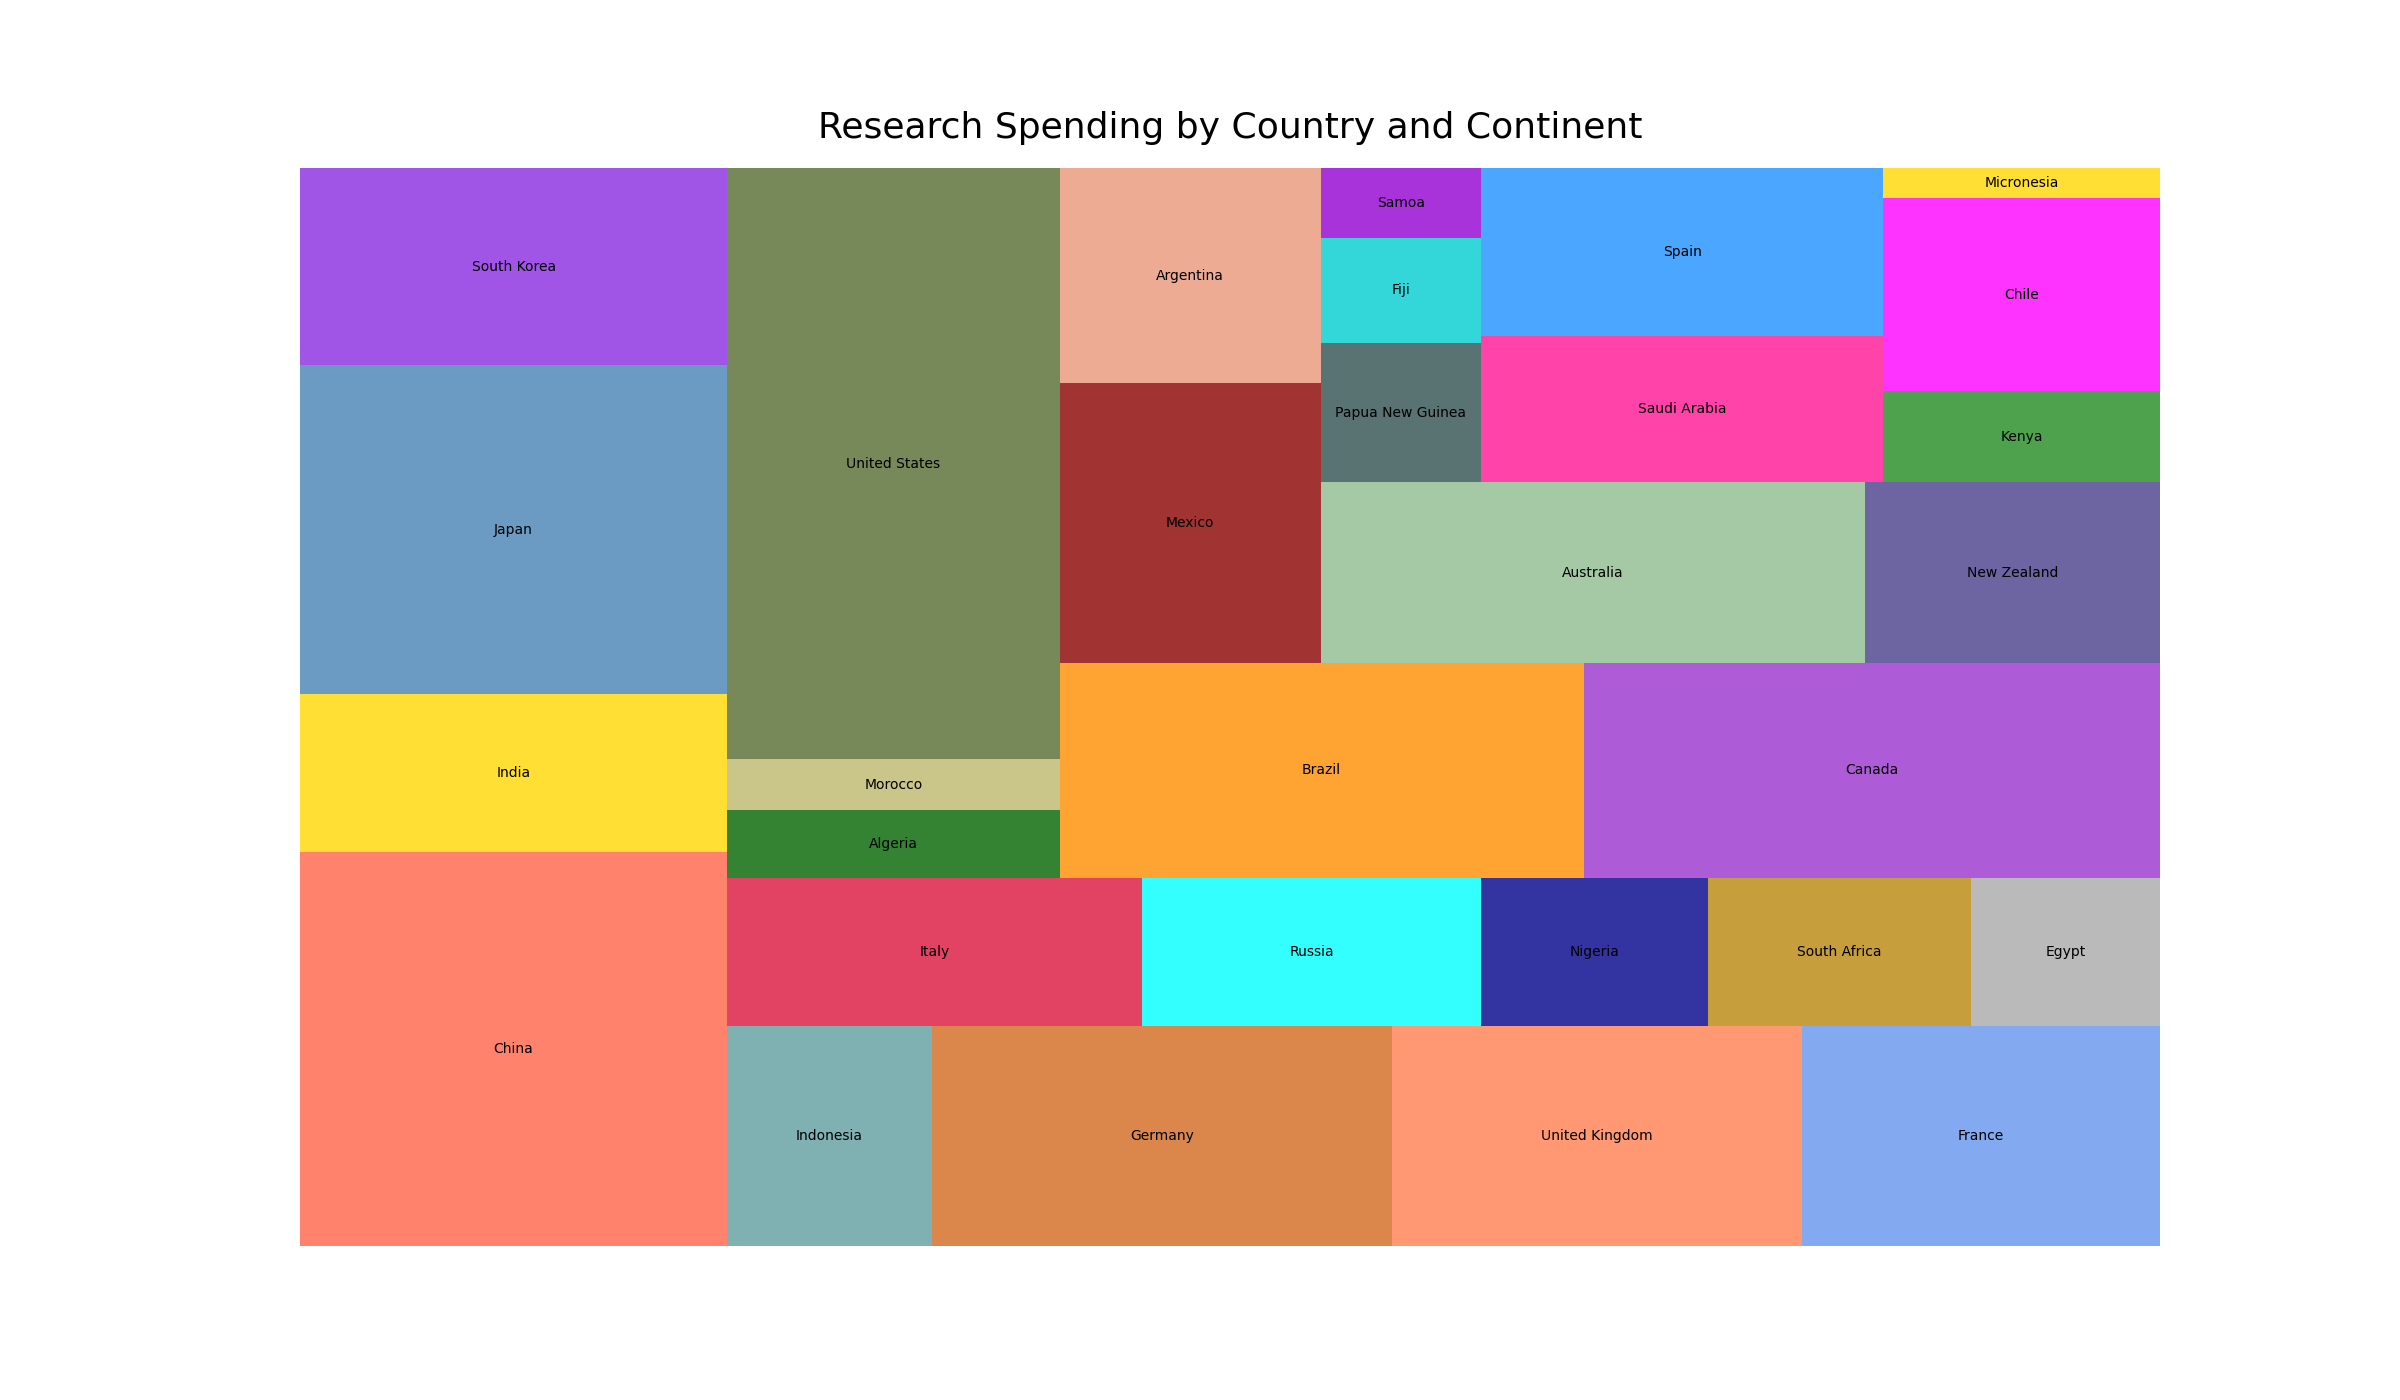 Research Spending by Country and Continent
Micronesia
Samoa
Spain
South Korea
Argentina
Fiji
Chile
Papua New Guinea
Saudi Arabia
Kenya
United States
Mexico
Japan
Australia
New Zealand
India
Morocco
Brazil
Canada
Algeria
Italy
Russia
Nigeria
South Africa
Egypt
China
Indonesia
Germany
United Kingdom
France